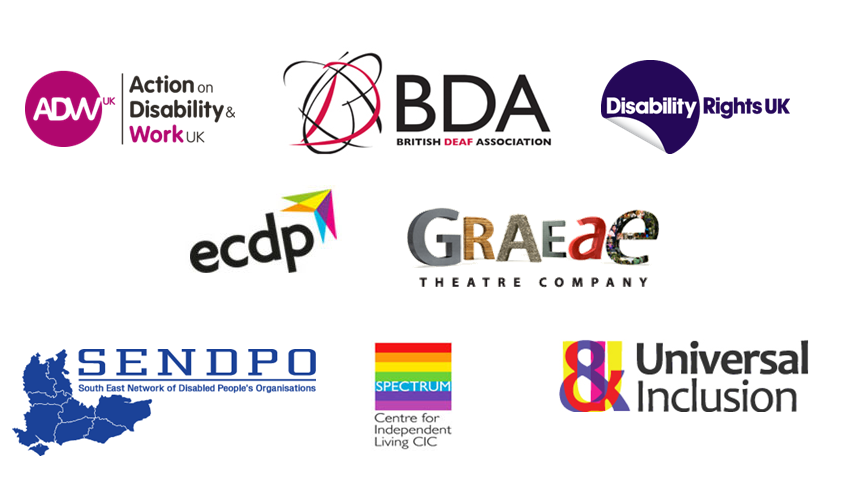 ADW UK
Action on
Disability &
Work UK
BDA
BRITISH DEAF ASSOCIATION
Disability Rights UK
ecdp
GRAEae
THEATRE COMPANY
SENDPO
South East Network of Disabled People's Organisations
SPECTRUM
Centre for
Independent
Living CIC
&
Universal
Inclusion